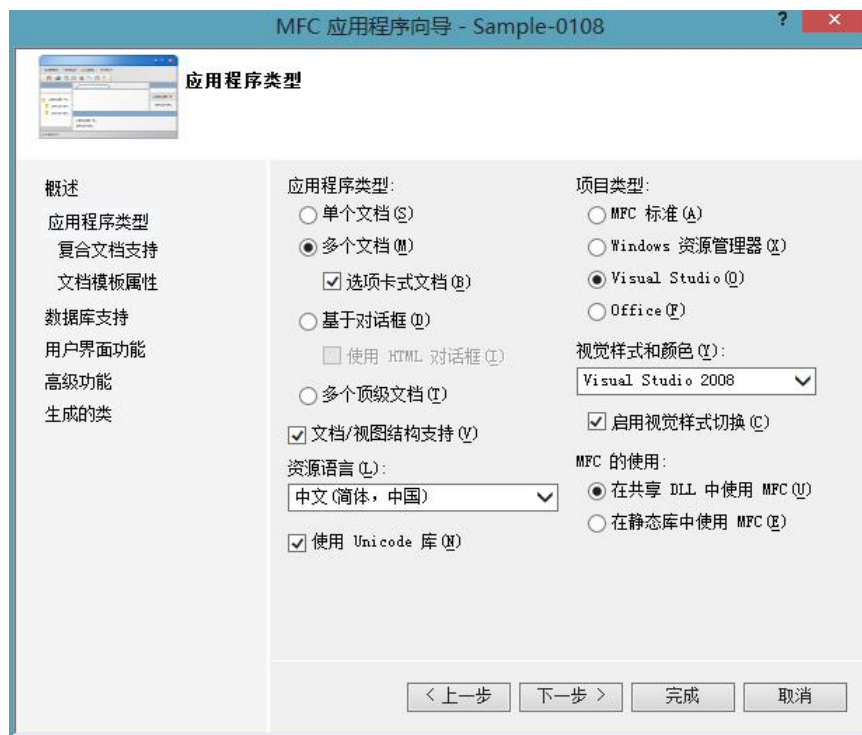 MFC 应用程序向导 - Sample-0108
?
应用程序类型
概述
应用程序类型
复合文档支持
文档模板属性
数据库支持
用户界面功能
高级功能
生成的类
应用程序类型:
单个文档(S)
多个文档(M)
选项卡式文档(B)
基于对话框(D)
使用 HTML 对话框(I)
多个顶级文档(T)
文档/视图结构支持(V)
资源语言(L):
中文(简体，中国)
使用 Unicode 库(N)
项目类型:
MFC 标准(A)
Windows 资源管理器(X)
Visual Studio(O)
Office(F)
视觉样式和颜色(Y):
Visual Studio 2008
启用视觉样式切换(C)
MFC 的使用:
在共享 DLL 中使用 MFC(U)
在静态库中使用 MFC(E)
< 上一步
下一步 >
完成
取消